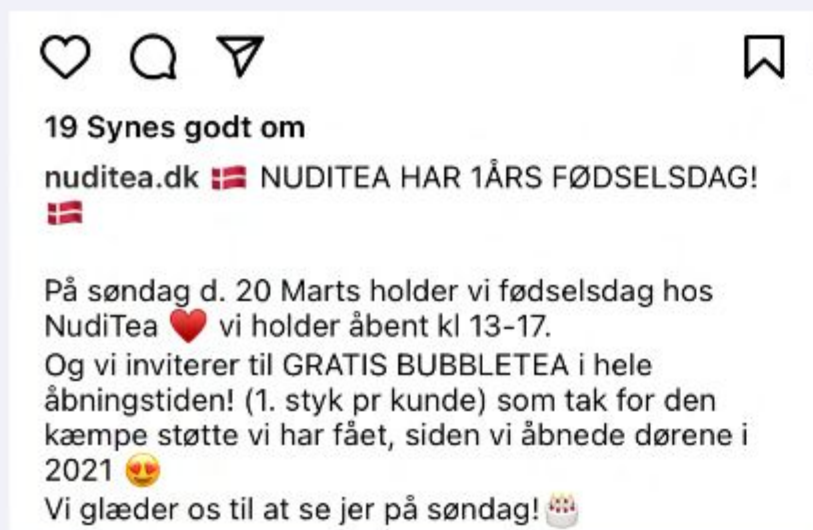 19 Synes godt om
nuditea.dk 🇩🇰 NUDITEA HAR 1ÅRS FØDSELSDAG!
🇩🇰
På søndag d. 20 Marts holder vi fødselsdag hos
NudiTea ❤️ vi holder åbent kl 13-17.
Og vi inviterer til GRATIS BUBBLETEA i hele
åbningstiden! (1. styk pr kunde) som tak for den
kæmpe støtte vi har fået, siden vi åbnede dørene i
2021 😍
Vi glæder os til at se jer på søndag! 🎂